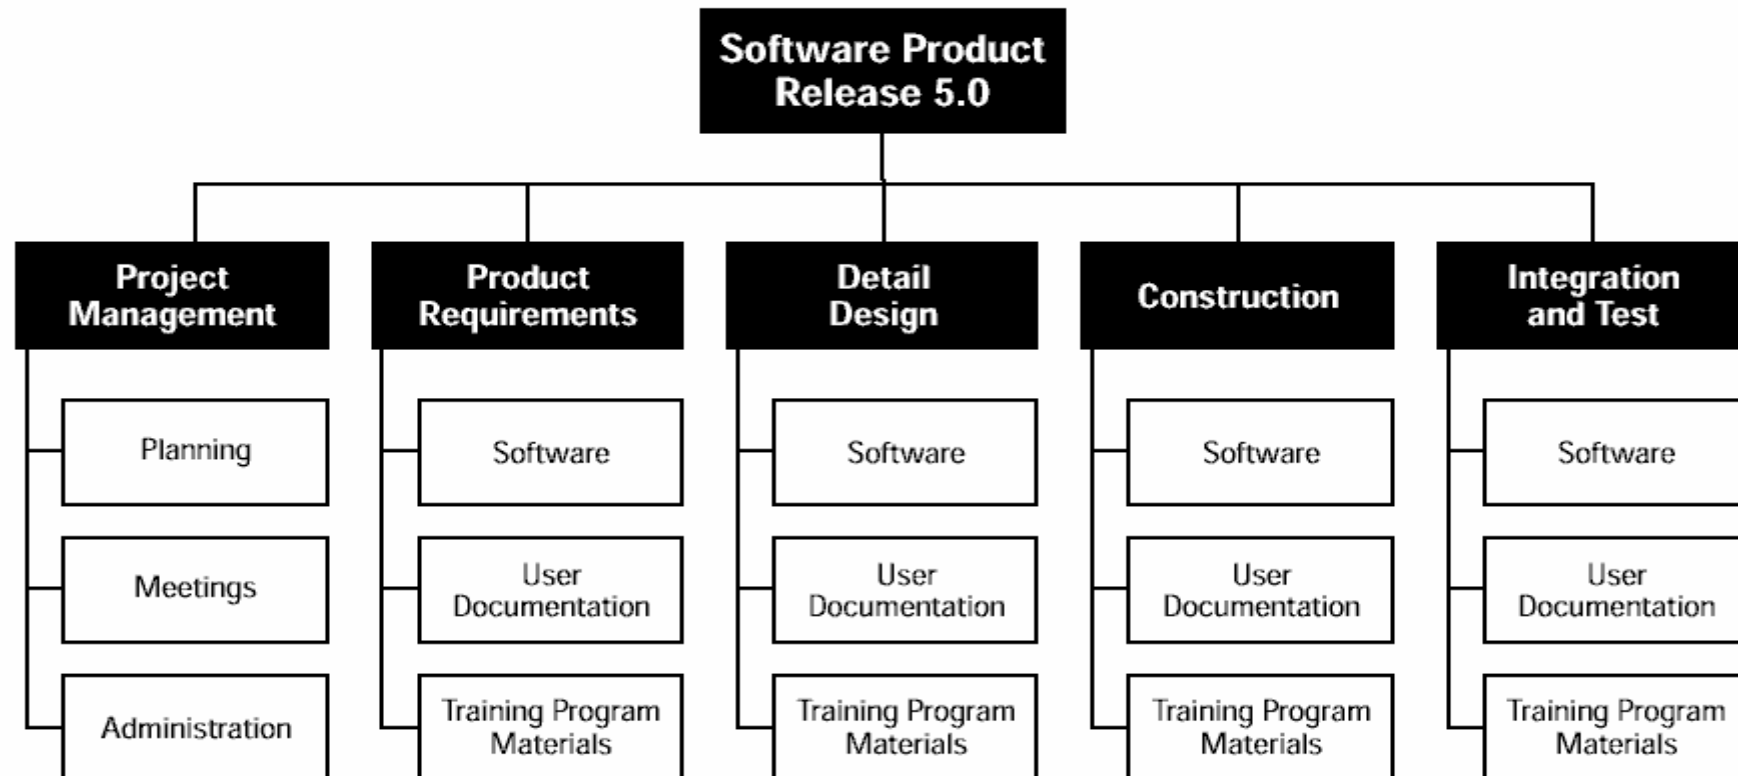 Software Product
Release 5.0
Project
Management
Product
Requirements
Detail
Design
Construction
Integration
and Test
Planning
Software
Software
Software
Software
Meetings
User
Documentation
User
Documentation
User
Documentation
User
Documentation
Administration
Training Program
Materials
Training Program
Materials
Training Program
Materials
Training Program
Materials